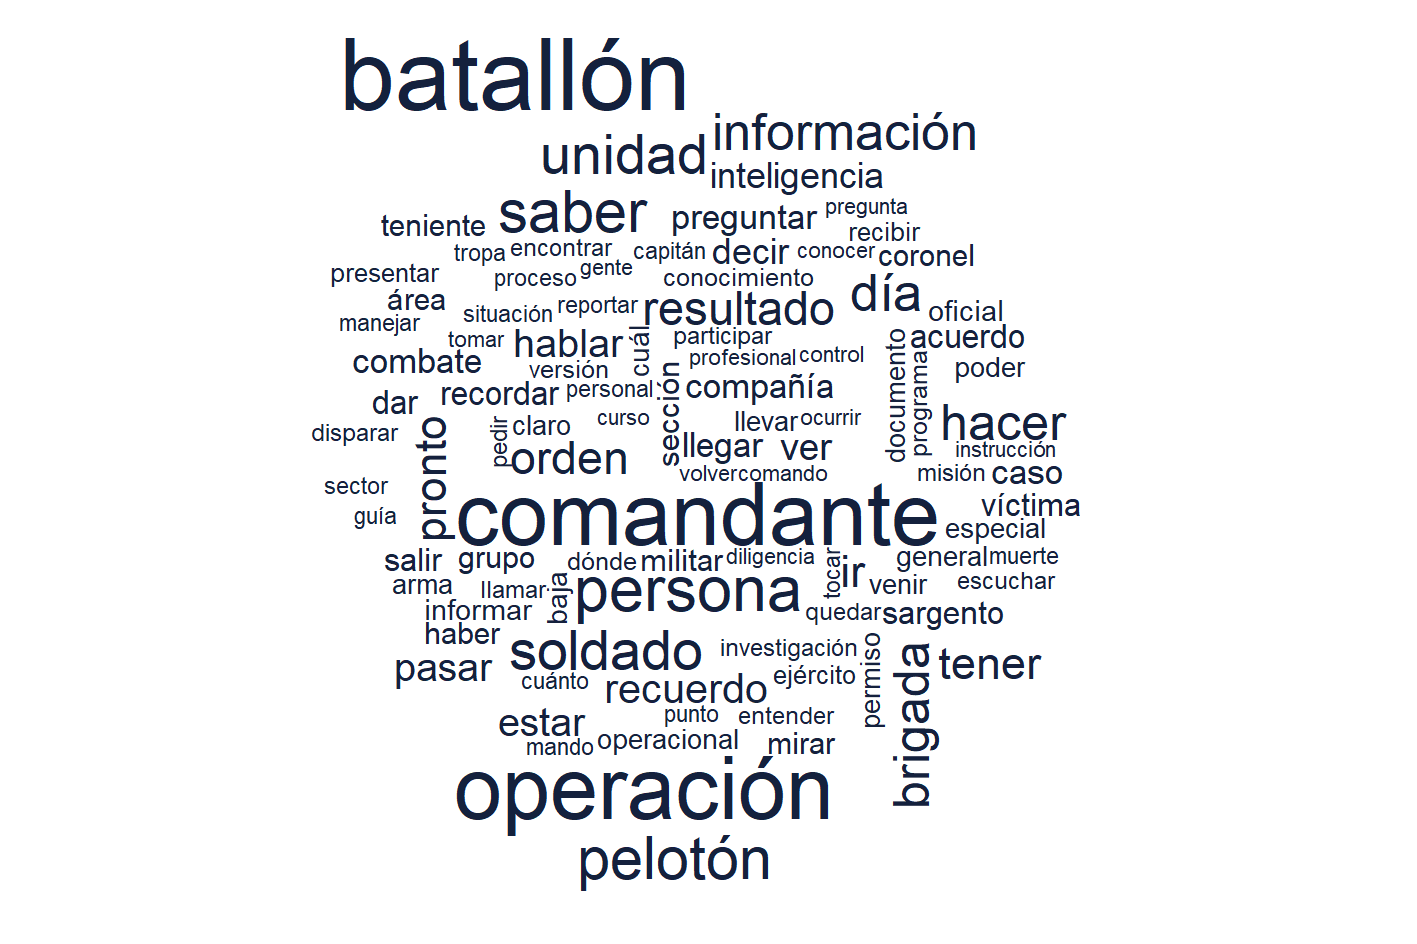 batallón
información
unidad
inteligencia
saber
preguntar
pregunta
teniente
recibir
tropa
encontrar
capitán
decir
conocer
coronel
presentar
proceso
gente
conocimiento
área
situación
reportar
resultado
día
oficial
manejar
tomar
hablar
cuál
participar
documento
acuerdo
combate
versión
profesional
control
programa
poder
dar
recordar
personal
sección
compañía
disparar
pronto
pedir
claro
curso
llevar
ocurrir
hacer
orden
llegar
ver
instrucción
sector
volver
comando
misión
caso
guía
comandante
víctima
especial
salir
grupo
dónde
militar
diligencia
tocar
ir
general
muerte
arma
llamar
baja
persona
venir
escuchar
informar
quedar
sargento
haber
soldado
investigación
permiso
brigada
tener
pasar
cuánto
recuerdo
ejército
estar
punto
entender
mando
operacional
mirar
operación
pelotón